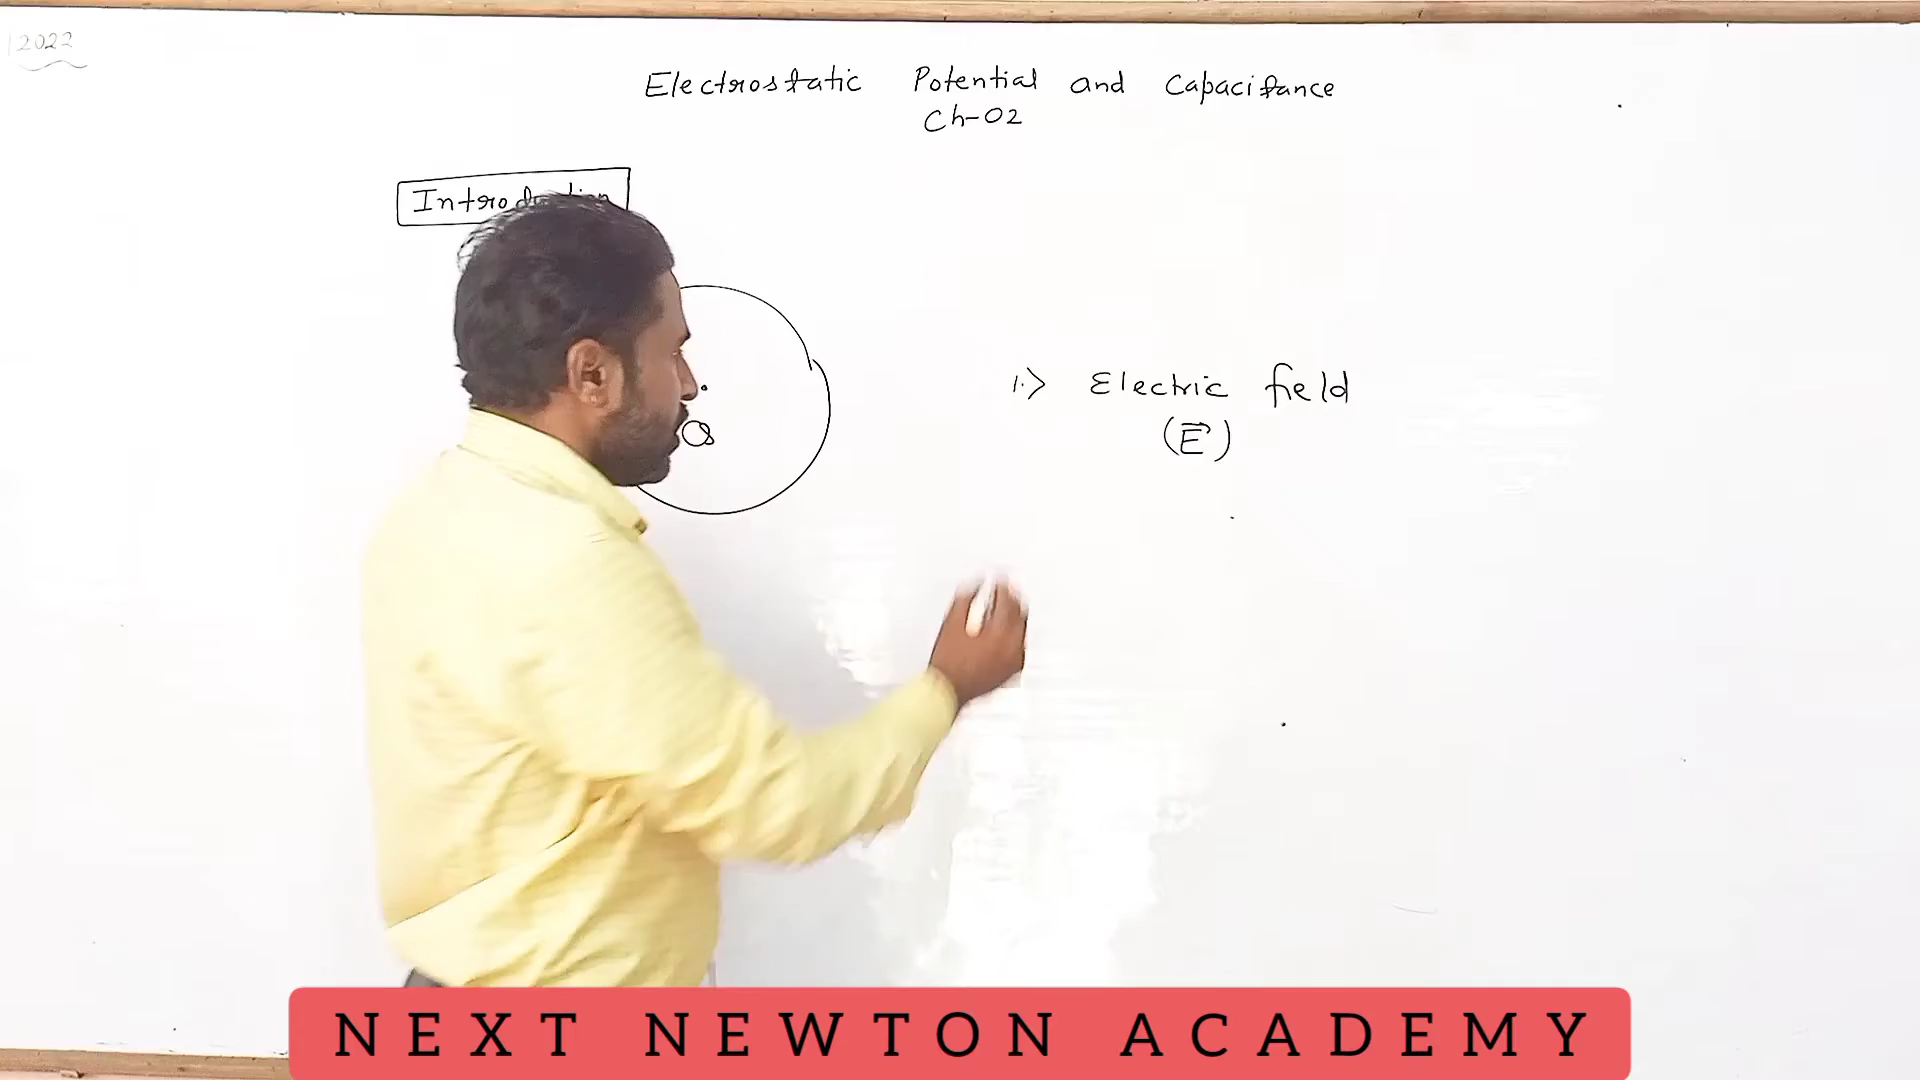 2022
Electrostatic Potential and Capacitance
Ch-02
Introduction
Q
1.> Electric field
(E⃗)
NEXT NEWTON ACADEMY